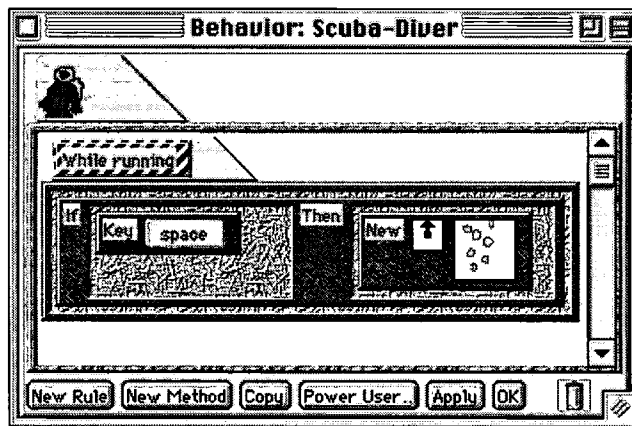 Behavior: Scuba-Diver
While running
If Key space Then New
New Rule New Method Copy Power User.. Apply OK